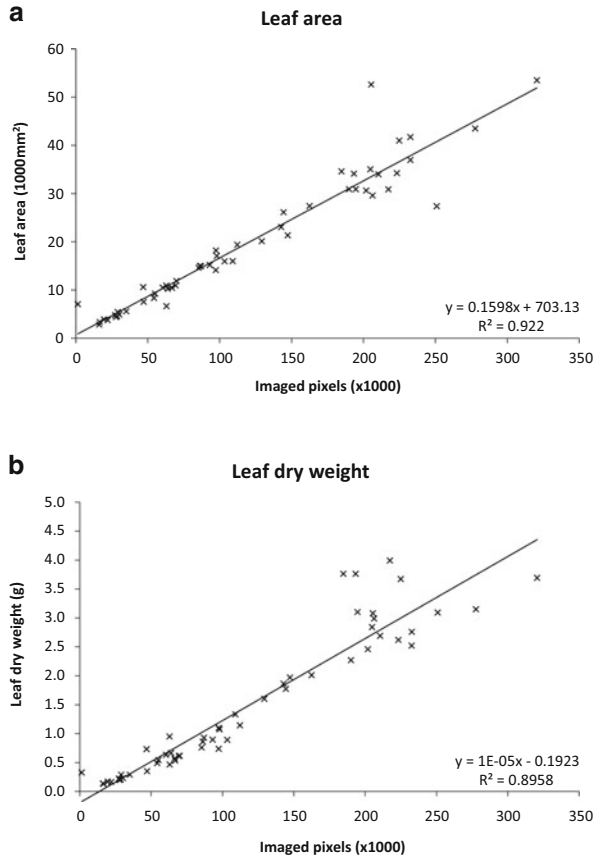 a
Leaf area
60
50
40
30
20
10
0
Leaf area (1000mm²)
y = 0.1598x + 703.13
R² = 0.922
0 50 100 150 200 250 300 350
Imaged pixels (x1000)
b
Leaf dry weight
5.0
4.5
4.0
3.5
3.0
2.5
2.0
1.5
1.0
0.5
0.0
Leaf dry weight (g)
y = 1E-05x - 0.1923
R² = 0.8958
0 50 100 150 200 250 300 350
Imaged pixels (x1000)